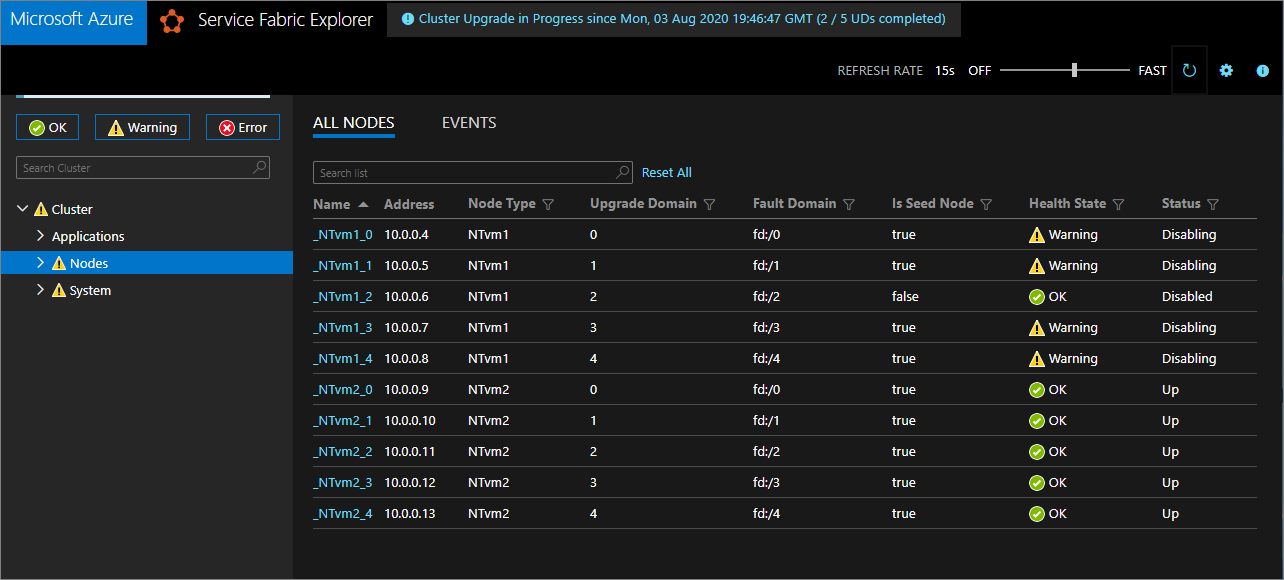 Microsoft Azure Service Fabric Explorer Cluster Upgrade in Progress since Mon, 03 Aug 2020 19:46:47 GMT (2 / 5 UDs completed)
REFRESH RATE 15s OFF FAST
OK Warning Error
Search Cluster
Cluster
Applications
Nodes
System
ALL NODES EVENTS
Search list Reset All
Name Address Node Type Upgrade Domain Fault Domain Is Seed Node Health State Status
_NTvm1_0 10.0.0.4 NTvm1 0 fd:/0 true Warning Disabling
_NTvm1_1 10.0.0.5 NTvm1 1 fd:/1 true Warning Disabling
_NTvm1_2 10.0.0.6 NTvm1 2 fd:/2 false OK Disabled
_NTvm1_3 10.0.0.7 NTvm1 3 fd:/3 true Warning Disabling
_NTvm1_4 10.0.0.8 NTvm1 4 fd:/4 true Warning Disabling
_NTvm2_0 10.0.0.9 NTvm2 0 fd:/0 true OK Up
_NTvm2_1 10.0.0.10 NTvm2 1 fd:/1 true OK Up
_NTvm2_2 10.0.0.11 NTvm2 2 fd:/2 true OK Up
_NTvm2_3 10.0.0.12 NTvm2 3 fd:/3 true OK Up
_NTvm2_4 10.0.0.13 NTvm2 4 fd:/4 true OK Up